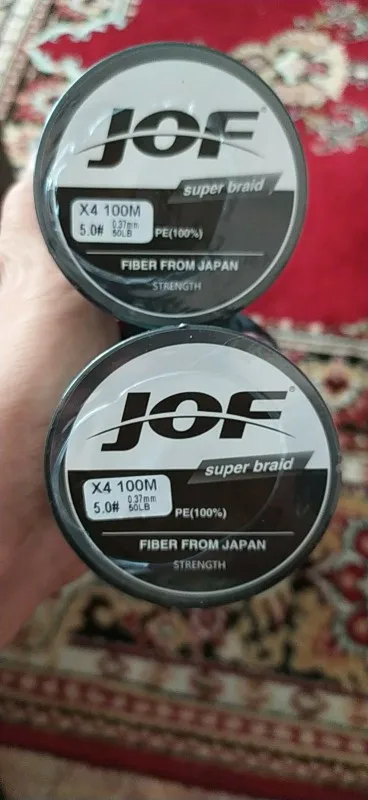 JOF®
super braid
X4 100M
5.0# 0.37mm 50LB
PE(100%)
FIBER FROM JAPAN
STRENGTH
JOF®
super braid
X4 100M
5.0# 0.37mm 50LB
PE(100%)
FIBER FROM JAPAN
STRENGTH